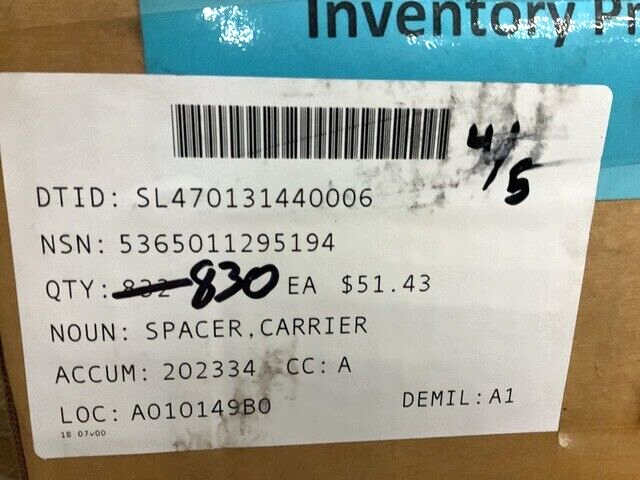 Inventory Pr
4/5
DTID: SL470131440006
NSN: 5365011295194
QTY: 832 830 EA $51.43
NOUN: SPACER,CARRIER
ACCUM: 202334 CC: A
LOC: A010149B0 DEMIL: A1
18 07v00